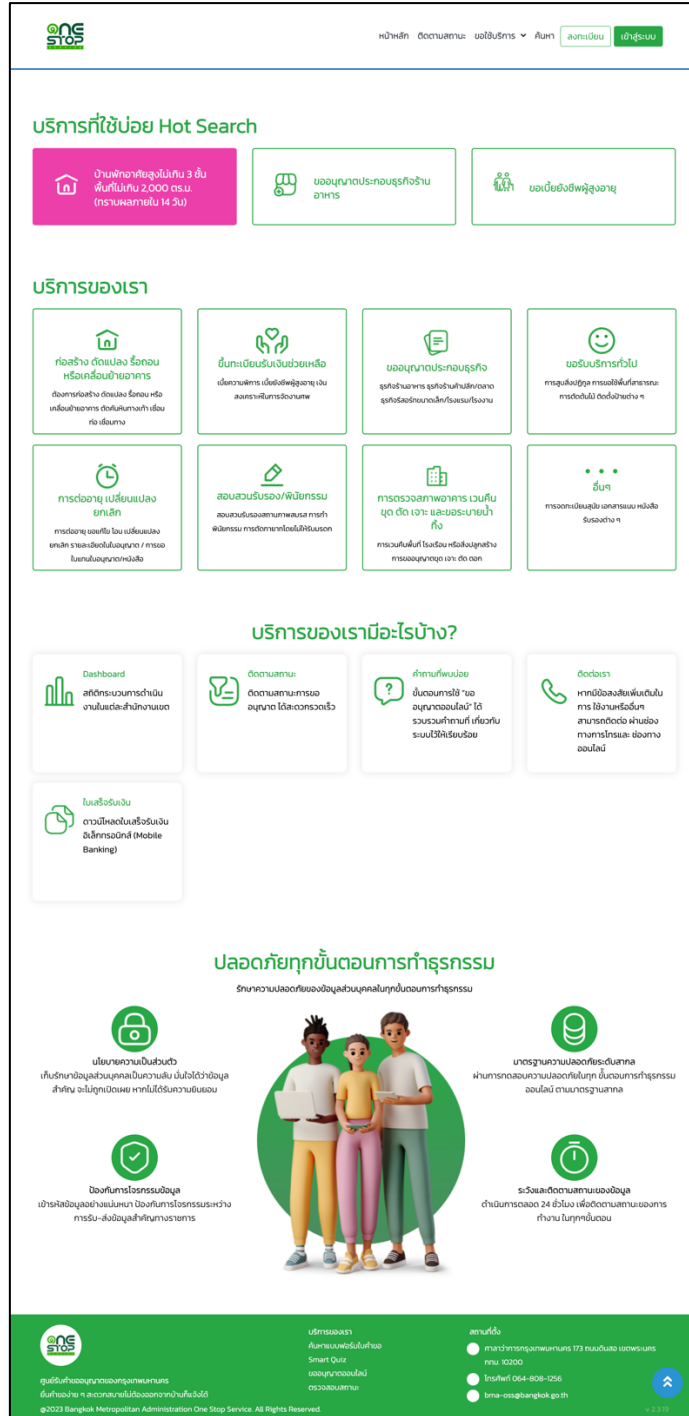 ONE
STOP
SERVICE
หน้าหลัก ติดตามสถานะ ขอใช้บริการ ค้นหา ลงทะเบียน เข้าสู่ระบบ
บริการที่ใช้บ่อย Hot Search
บ้านพักอาศัยสูงไม่เกิน 3 ชั้น
พื้นที่ไม่เกิน 2,000 ตร.ม.
(ทราบผลภายใน 14 วัน)
ขออนุญาตประกอบธุรกิจร้าน
อาหาร
ขอเบี้ยยังชีพผู้สูงอายุ
บริการของเรา
ก่อสร้าง ดัดแปลง รื้อถอน
หรือเคลื่อนย้ายอาคาร
ต้องการก่อสร้าง ดัดแปลง รื้อถอน หรือ
เคลื่อนย้ายอาคาร ตัดคันหินทางเท้า เชื่อม
ท่อ เชื่อมทาง
ขึ้นทะเบียนรับเงินช่วยเหลือ
เบี้ยความพิการ เบี้ยยังชีพผู้สูงอายุ เงิน
สงเคราะห์ในการจัดงานศพ
ขออนุญาตประกอบธุรกิจ
ธุรกิจร้านอาหาร ธุรกิจร้านค้าปลีก/ตลาด
ธุรกิจรีสอร์ทขนาดเล็ก/โรงแรม/โรงงาน
ขอรับบริการทั่วไป
การสูบสิ่งปฏิกูล การขอใช้พื้นที่สาธารณะ
การตัดต้นไม้ ติดตั้งป้ายต่าง ๆ
การต่ออายุ เปลี่ยนแปลง
ยกเลิก
การต่ออายุ ขอแก้ไข โอน เปลี่ยนแปลง
ยกเลิก รายละเอียดในใบอนุญาต / การขอ
ใบแทนใบอนุญาต/หนังสือ
สอบสวนรับรอง/พินัยกรรม
สอบสวนรับรองสถานภาพสมรส การทำ
พินัยกรรม การตัดทายาทโดยไม่ให้รับมรดก
การตรวจสภาพอาคาร เวนคืน
ขุด ตัด เจาะ และขอระบายน้ำ
ทิ้ง
การเวนคืนพื้นที่ โรงเรือน หรือสิ่งปลูกสร้าง
การขออนุญาตขุด เจาะ ตัด ตอก
อื่นๆ
การจดทะเบียนสุนัข เอกสารแนบ หนังสือ
รับรองต่าง ๆ
บริการของเรามีอะไรบ้าง?
Dashboard
สถิติกระบวนการดำเนิน
งานในแต่ละสำนักงานเขต
ติดตามสถานะ
ติดตามสถานะการขอ
อนุญาต ได้สะดวกรวดเร็ว
คำถามที่พบบ่อย
ขั้นตอนการใช้ "ขอ
อนุญาตออนไลน์" ได้
รวบรวมคำถามที่ เกี่ยวกับ
ระบบไว้ให้เรียบร้อย
ติดต่อเรา
หากมีข้อสงสัยเพิ่มเติมใน
การ ใช้งานหรืออื่นๆ
สามารถติดต่อ ผ่านช่อง
ทางการโทรและ ช่องทาง
ออนไลน์
ใบเสร็จรับเงิน
ดาวน์โหลดใบเสร็จรับเงิน
อิเล็กทรอนิกส์ (Mobile
Banking)
ปลอดภัยทุกขั้นตอนการทำธุรกรรม
รักษาความปลอดภัยของข้อมูลส่วนบุคคลในทุกขั้นตอนการทำธุรกรรม
นโยบายความเป็นส่วนตัว
เก็บรักษาข้อมูลส่วนบุคคลเป็นความลับ มั่นใจได้ว่าข้อมูล
สำคัญ จะไม่ถูกเปิดเผย หากไม่ได้รับความยินยอม
มาตรฐานความปลอดภัยระดับสากล
ผ่านการทดสอบความปลอดภัยในทุก ขั้นตอนการทำธุรกรรม
ออนไลน์ ตามมาตรฐานสากล
ป้องกันการโจรกรรมข้อมูล
เข้ารหัสข้อมูลอย่างแน่นหนา ป้องกันการโจรกรรมระหว่าง
การรับ-ส่งข้อมูลสำคัญทางราชการ
ระวังและติดตามสถานะของข้อมูล
ดำเนินการตลอด 24 ชั่วโมง เพื่อติดตามสถานะของการ
ทำงาน ในทุกๆขั้นตอน
ONE
STOP
ศูนย์รับคำขออนุญาตของกรุงเทพมหานคร
ยื่นคำของ่าย ๆ สะดวกสบายไม่ต้องออกจากบ้านก็แจ้งได้
@2023 Bangkok Metropolitan Administration One Stop Service. All Rights Reserved.
บริการของเรา
ค้นหาแบบฟอร์มใบคำขอ
Smart Quiz
ขออนุญาตออนไลน์
ตรวจสอบสถานะ
สถานที่ตั้ง
ศาลาว่าการกรุงเทพมหานคร 173 ถนนดินสอ เขตพระนคร
กทม. 10200
โทรศัพท์ 064-808-1256
bma-oss@bangkok.go.th
v 2.3.19